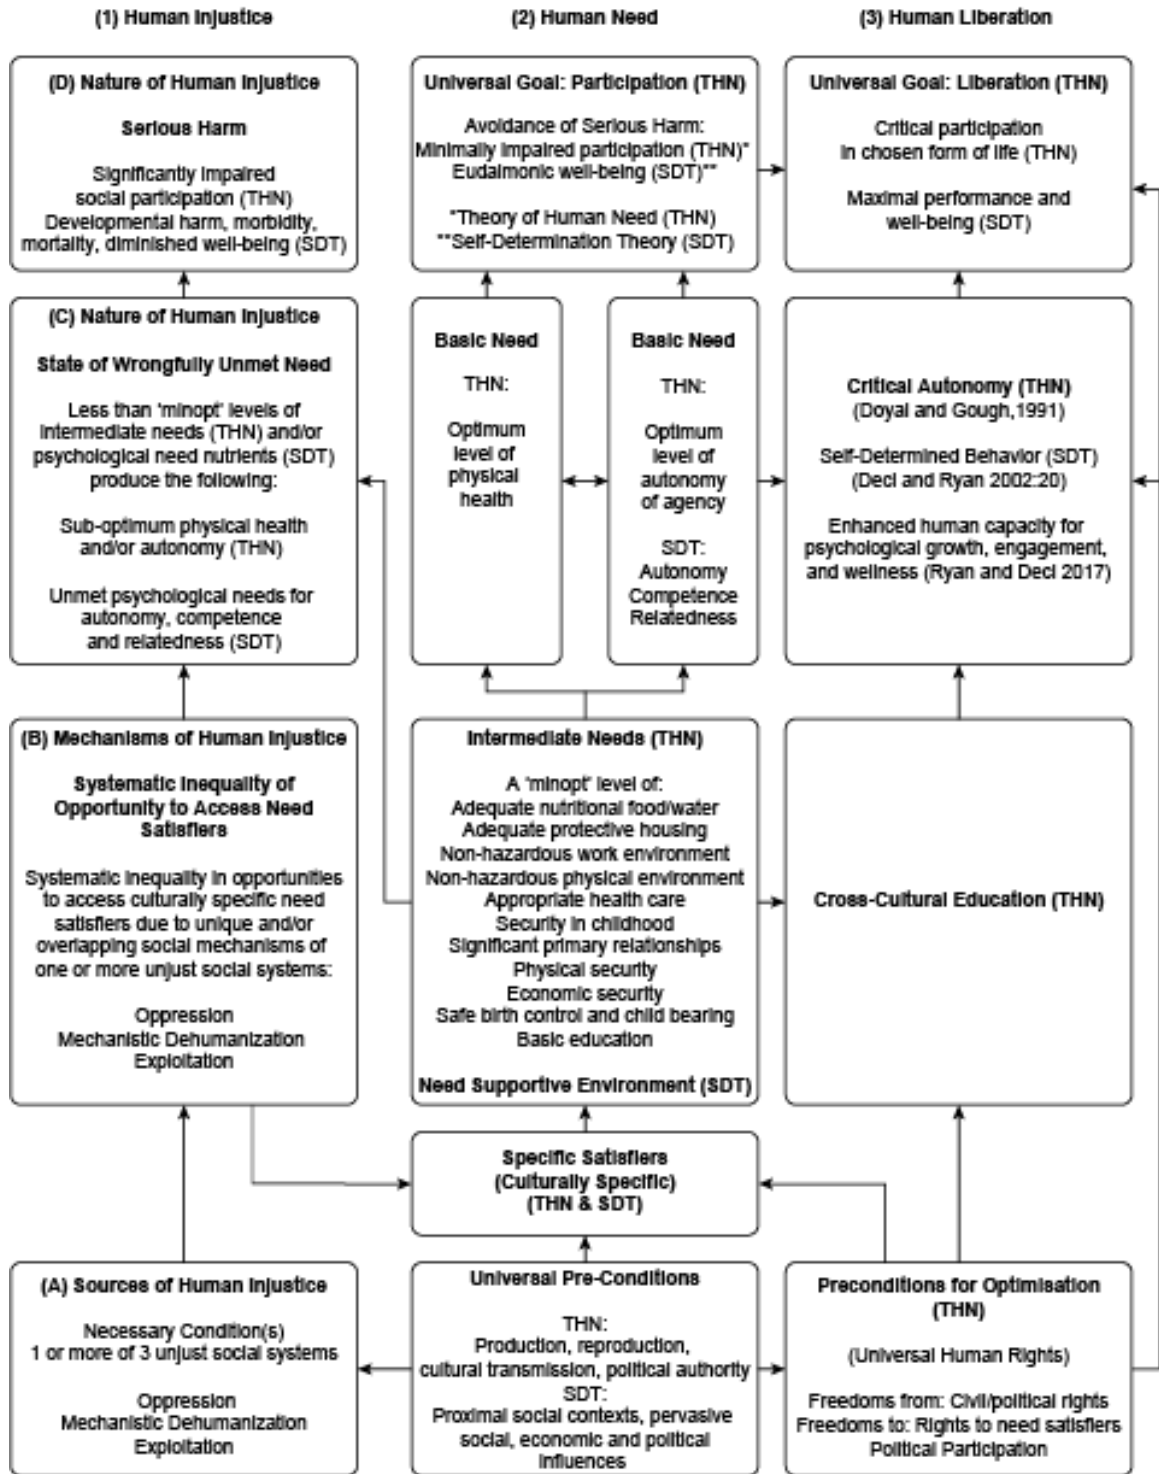 (1) Human Injustice
(2) Human Need
(3) Human Liberation
(D) Nature of Human Injustice
Serious Harm
Significantly Impaired
social participation (THN)
Developmental harm, morbidity,
mortality, diminished well-being (SDT)
Universal Goal: Participation (THN)
Avoidance of Serious Harm:
Minimally Impaired participation (THN)*
Eudaimonic well-being (SDT)**
*Theory of Human Need (THN)
**Self-Determination Theory (SDT)
Universal Goal: Liberation (THN)
Critical participation
In chosen form of life (THN)
Maximal performance and
well-being (SDT)
(C) Nature of Human Injustice
State of Wrongfully Unmet Need
Less than 'minopt' levels of
Intermediate needs (THN) and/or
psychological need nutrients (SDT)
produce the following:
Sub-optimum physical health
and/or autonomy (THN)
Unmet psychological needs for
autonomy, competence
and relatedness (SDT)
Basic Need
THN:
Optimum
level of
physical
health
Basic Need
THN:
Optimum
level of
autonomy
of agency
SDT:
Autonomy
Competence
Relatedness
Critical Autonomy (THN)
(Doyal and Gough,1991)
Self-Determined Behavior (SDT)
(Deci and Ryan 2002:20)
Enhanced human capacity for
psychological growth, engagement,
and wellness (Ryan and Deci 2017)
(B) Mechanisms of Human Injustice
Systematic Inequality of
Opportunity to Access Need
Satisfiers
Systematic Inequality in opportunities
to access culturally specific need
satisfiers due to unique and/or
overlapping social mechanisms of
one or more unjust social systems:
Oppression
Mechanistic Dehumanization
Exploitation
Intermediate Needs (THN)
A 'minopt' level of:
Adequate nutritional food/water
Adequate protective housing
Non-hazardous work environment
Non-hazardous physical environment
Appropriate health care
Security in childhood
Significant primary relationships
Physical security
Economic security
Safe birth control and child bearing
Basic education
Need Supportive Environment (SDT)
Cross-Cultural Education (THN)
Specific Satisfiers
(Culturally Specific)
(THN & SDT)
(A) Sources of Human Injustice
Necessary Condition(s)
1 or more of 3 unjust social systems
Oppression
Mechanistic Dehumanization
Exploitation
Universal Pre-Conditions
THN:
Production, reproduction,
cultural transmission, political authority
SDT:
Proximal social contexts, pervasive
social, economic and political
Influences
Preconditions for Optimisation
(THN)
(Universal Human Rights)
Freedoms from: Civil/political rights
Freedoms to: Rights to need satisfiers
Political Participation